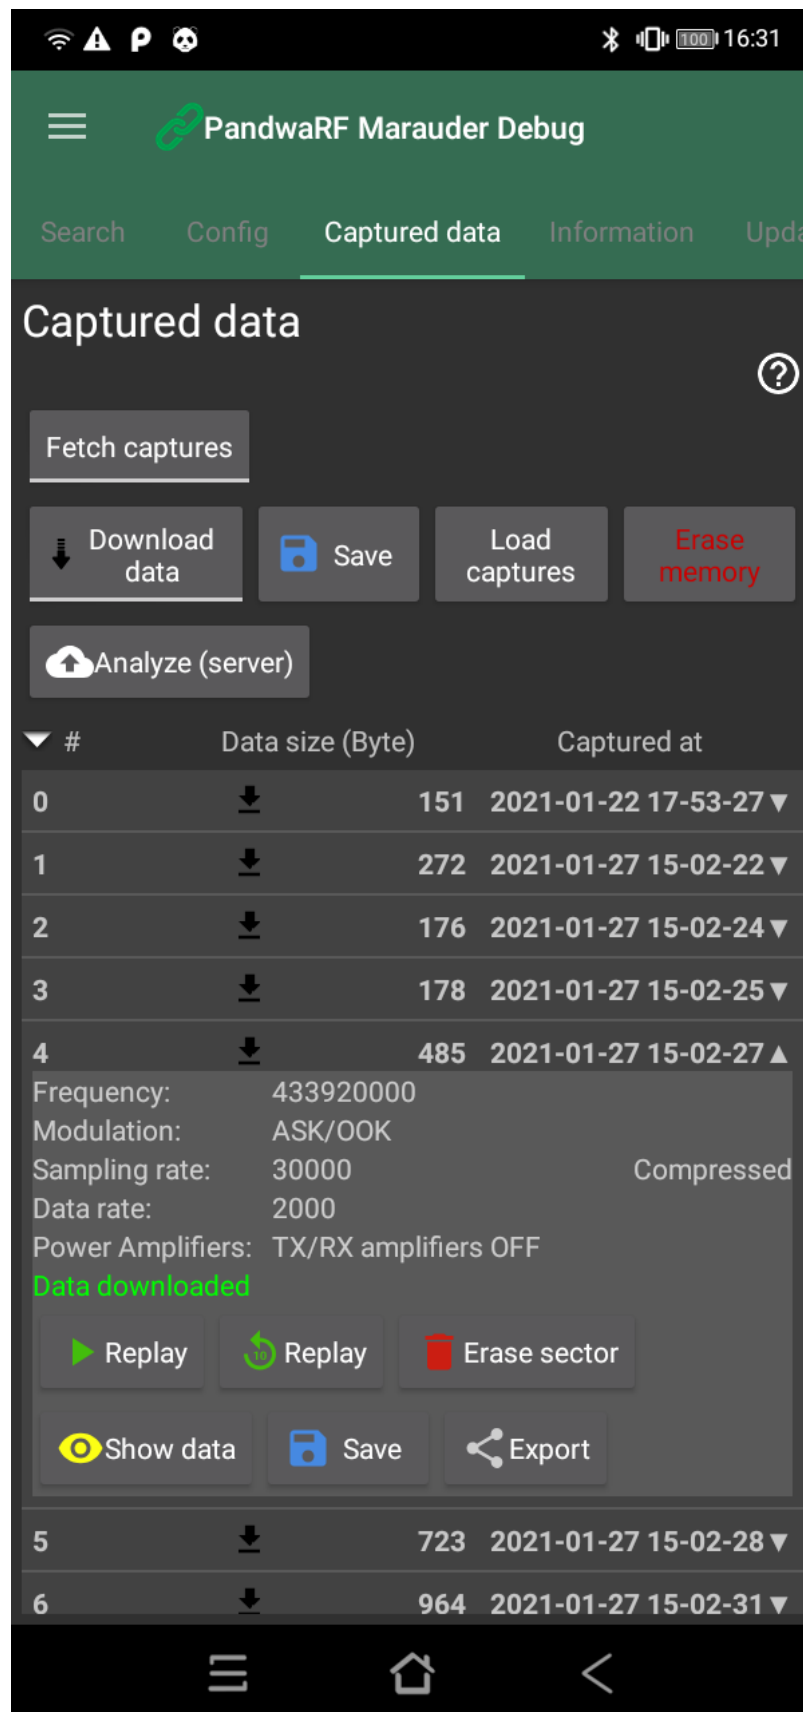 100 16:31
PandwaRF Marauder Debug
Search Config Captured data Information Upda
Captured data
?
Fetch captures
Download data
Save
Load captures
Erase memory
Analyze (server)
# Data size (Byte) Captured at
0 151 2021-01-22 17-53-27
1 272 2021-01-27 15-02-22
2 176 2021-01-27 15-02-24
3 178 2021-01-27 15-02-25
4 485 2021-01-27 15-02-27
Frequency: 433920000
Modulation: ASK/OOK
Sampling rate: 30000 Compressed
Data rate: 2000
Power Amplifiers: TX/RX amplifiers OFF
Data downloaded
Replay 10 Replay Erase sector
Show data Save Export
5 723 2021-01-27 15-02-28
6 964 2021-01-27 15-02-31